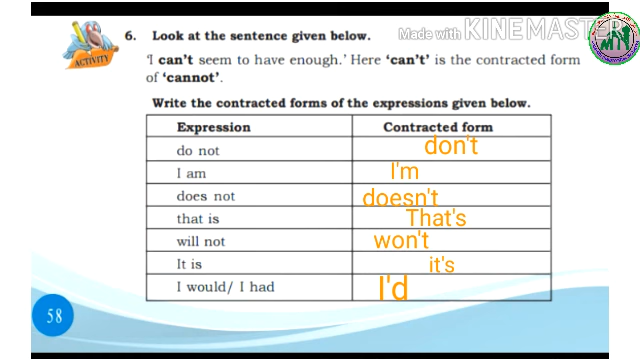 Made with KINEMASTER
MTN
ACTIVITY
6. Look at the sentence given below.
'I can't seem to have enough.' Here 'can't' is the contracted form
of 'cannot'.
Write the contracted forms of the expressions given below.
Expression Contracted form
do not don't
I am I'm
does not doesn't
that is That's
will not won't
It is it's
I would/ I had I'd
58